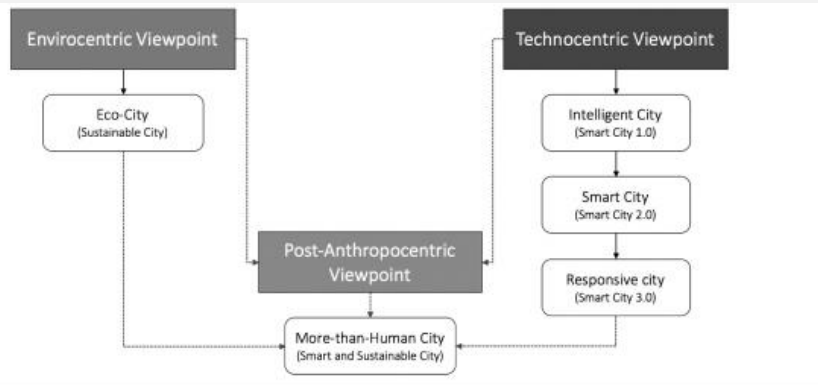 Envirocentric Viewpoint
Technocentric Viewpoint
Eco-City
(Sustainable City)
Intelligent City
(Smart City 1.0)
Smart City
(Smart City 2.0)
Post-Anthropocentric
Viewpoint
Responsive city
(Smart City 3.0)
More-than-Human City
(Smart and Sustainable City)